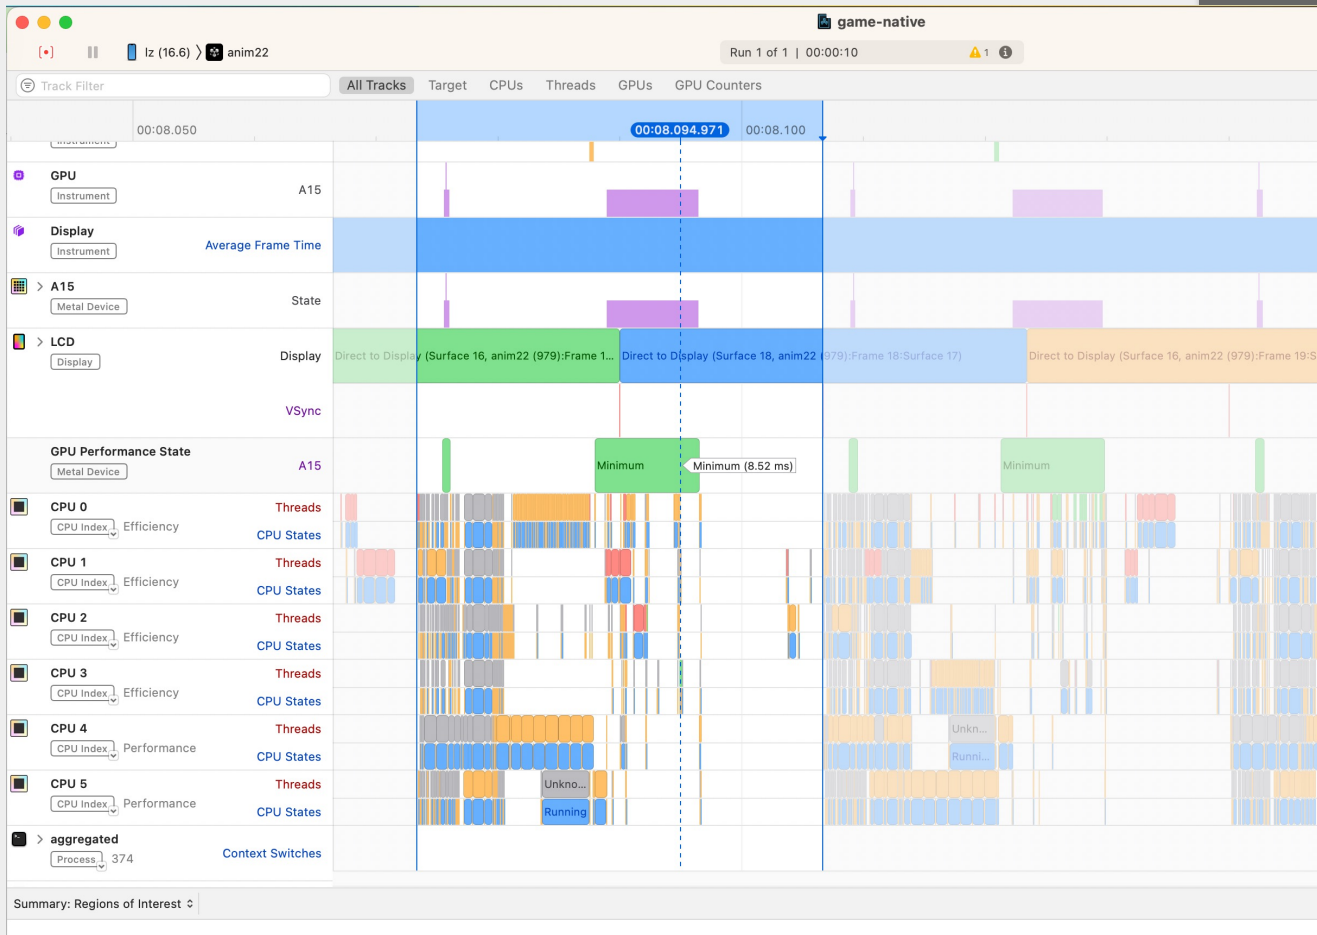 game-native
lz (16.6) 〉 anim22
Run 1 of 1 | 00:00:10
1
Track Filter
All Tracks
Target
CPUs
Threads
GPUs
GPU Counters
00:08.050
00:08.094.971
00:08.100
Instrument
GPU
Instrument
A15
Display
Instrument
Average Frame Time
A15
Metal Device
State
LCD
Display
Display
Direct to Display (Surface 16, anim22 (979):Frame 1...
Direct to Display (Surface 18, anim22 (979):Frame 18:Surface 17)
Direct to Display (Surface 16, anim22 (979):Frame 19:S
VSync
GPU Performance State
Metal Device
A15
Minimum
Minimum (8.52 ms)
Minimum
CPU 0
CPU Index
Efficiency
Threads
CPU States
CPU 1
CPU Index
Efficiency
Threads
CPU States
CPU 2
CPU Index
Efficiency
Threads
CPU States
CPU 3
CPU Index
Efficiency
Threads
CPU States
CPU 4
CPU Index
Performance
Threads
CPU States
Unkn...
Runni...
CPU 5
CPU Index
Performance
Threads
CPU States
Unkno...
Running
aggregated
Process
374
Context Switches
Summary: Regions of Interest